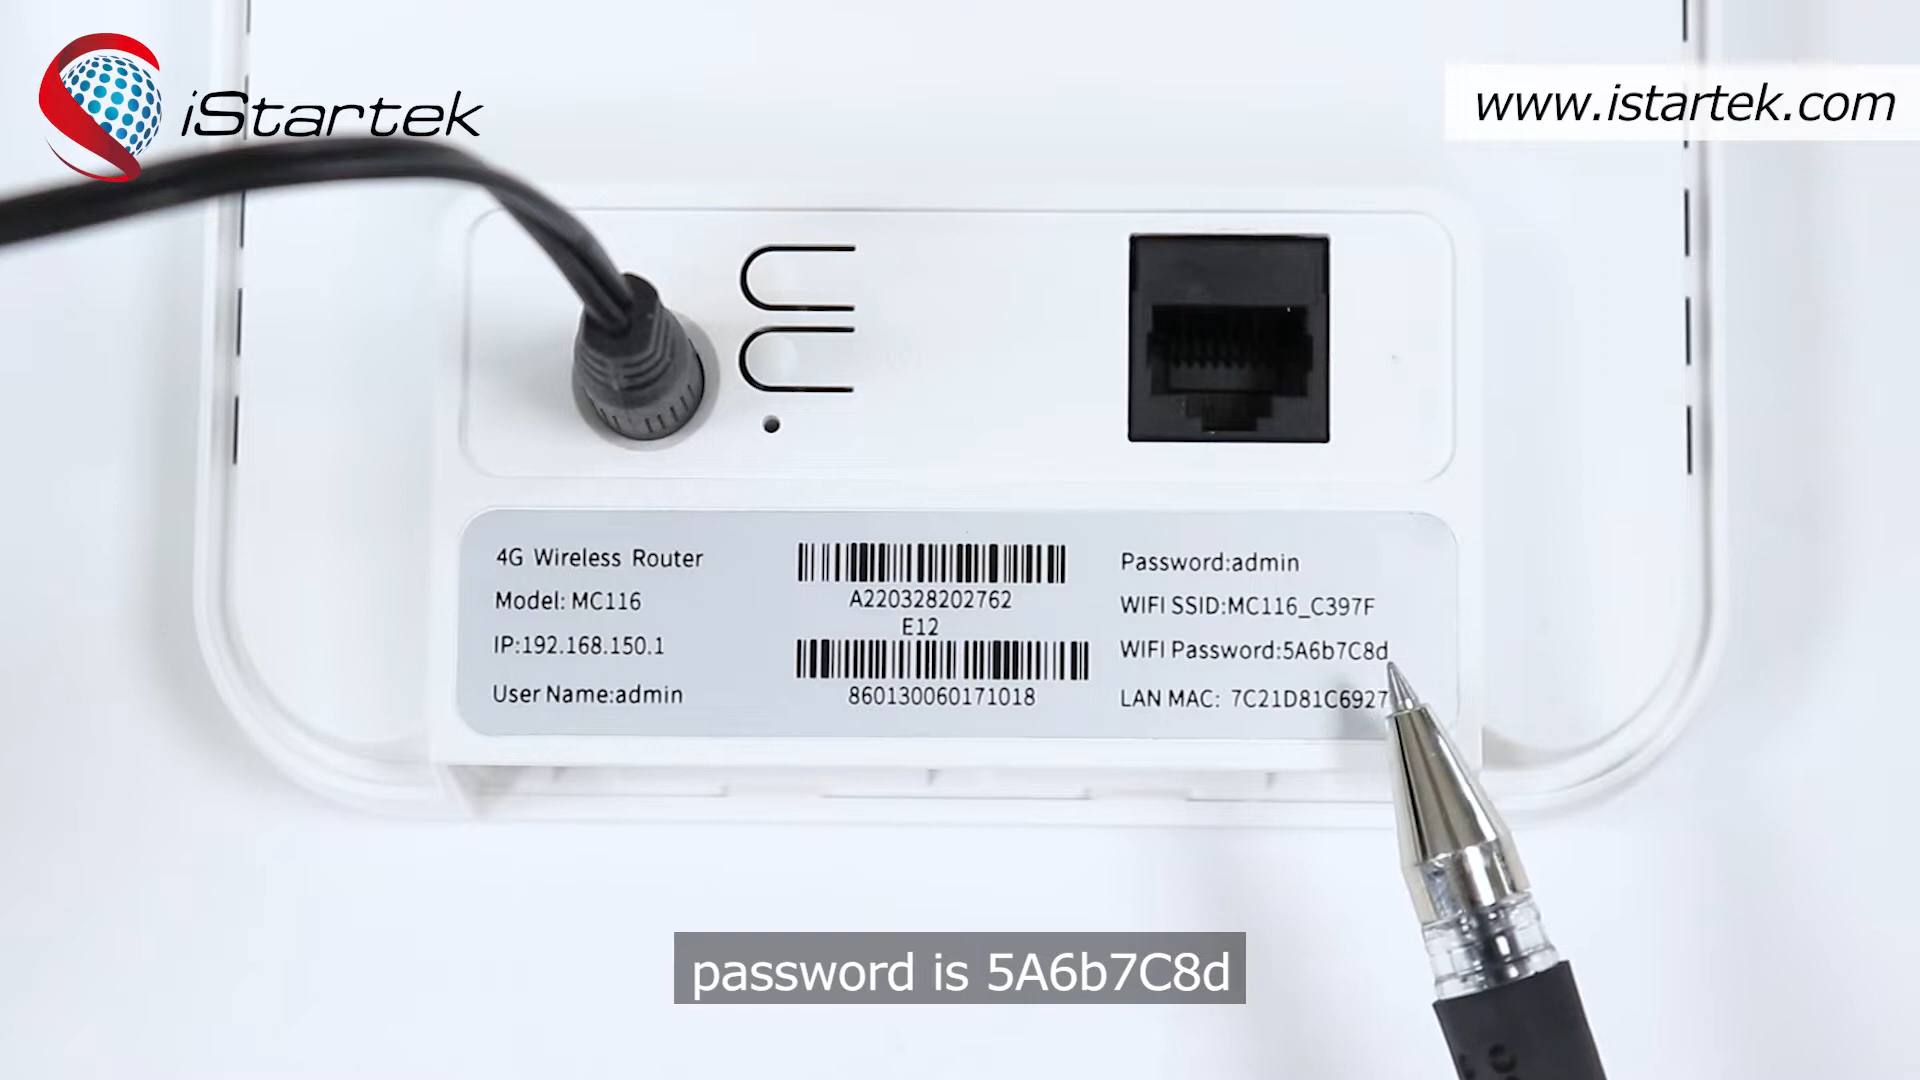 iStartek
www.istartek.com
4G Wireless Router
Model: MC116
IP:192.168.150.1
User Name:admin
A220328202762
E12
860130060171018
Password:admin
WIFI SSID:MC116_C397F
WIFI Password:5A6b7C8d
LAN MAC: 7C21D81C6927
password is 5A6b7C8d